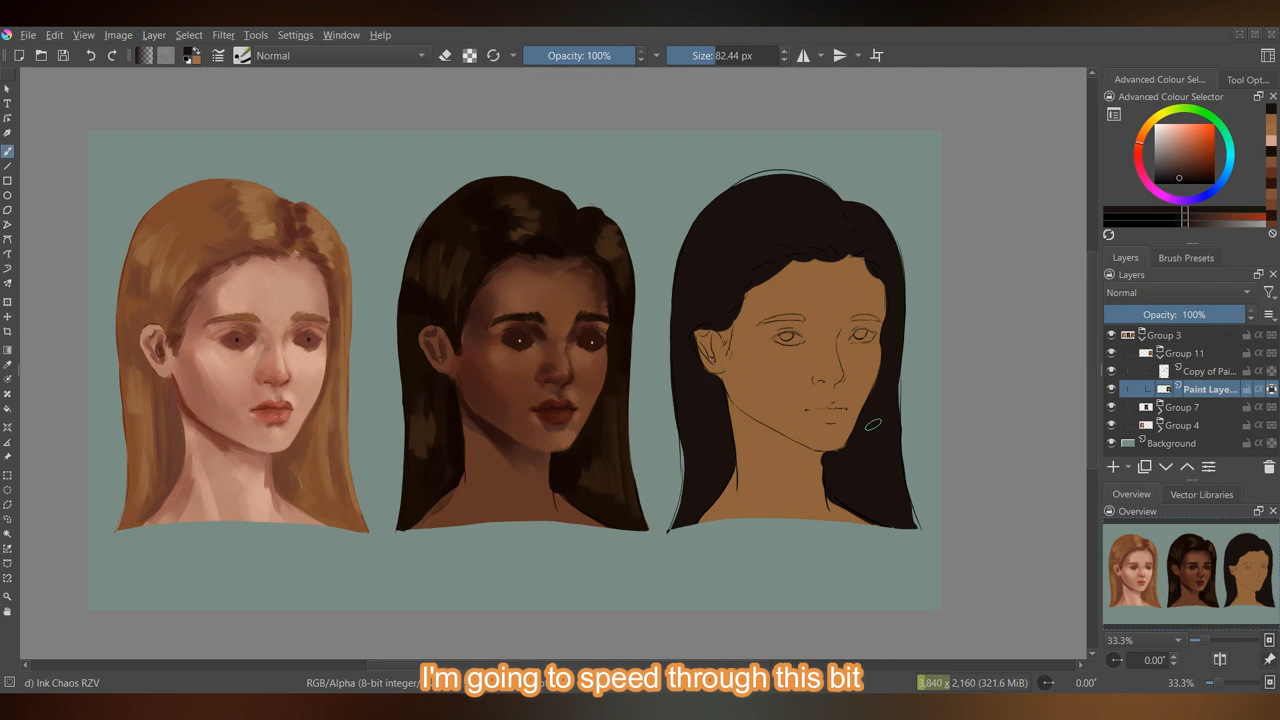 File Edit View Image Layer Select Filter Tools Settings Window Help
Normal Opacity: 100% Size: 82.44 px
Advanced Colour Sel... Tool Opt...
Advanced Colour Selector
Layers Brush Presets
Layers
Normal
Opacity: 100%
Group 3
Group 11
Copy of Pai...
Paint Laye...
Group 7
Group 4
Background
Overview Vector Libraries
Overview
33.3%
0.00°
I'm going to speed through this bit
d) Ink Chaos RZV RGB/Alpha (8-bit integer/ 3,840 x 2,160 (321.6 MiB) 0.00° 33.3%